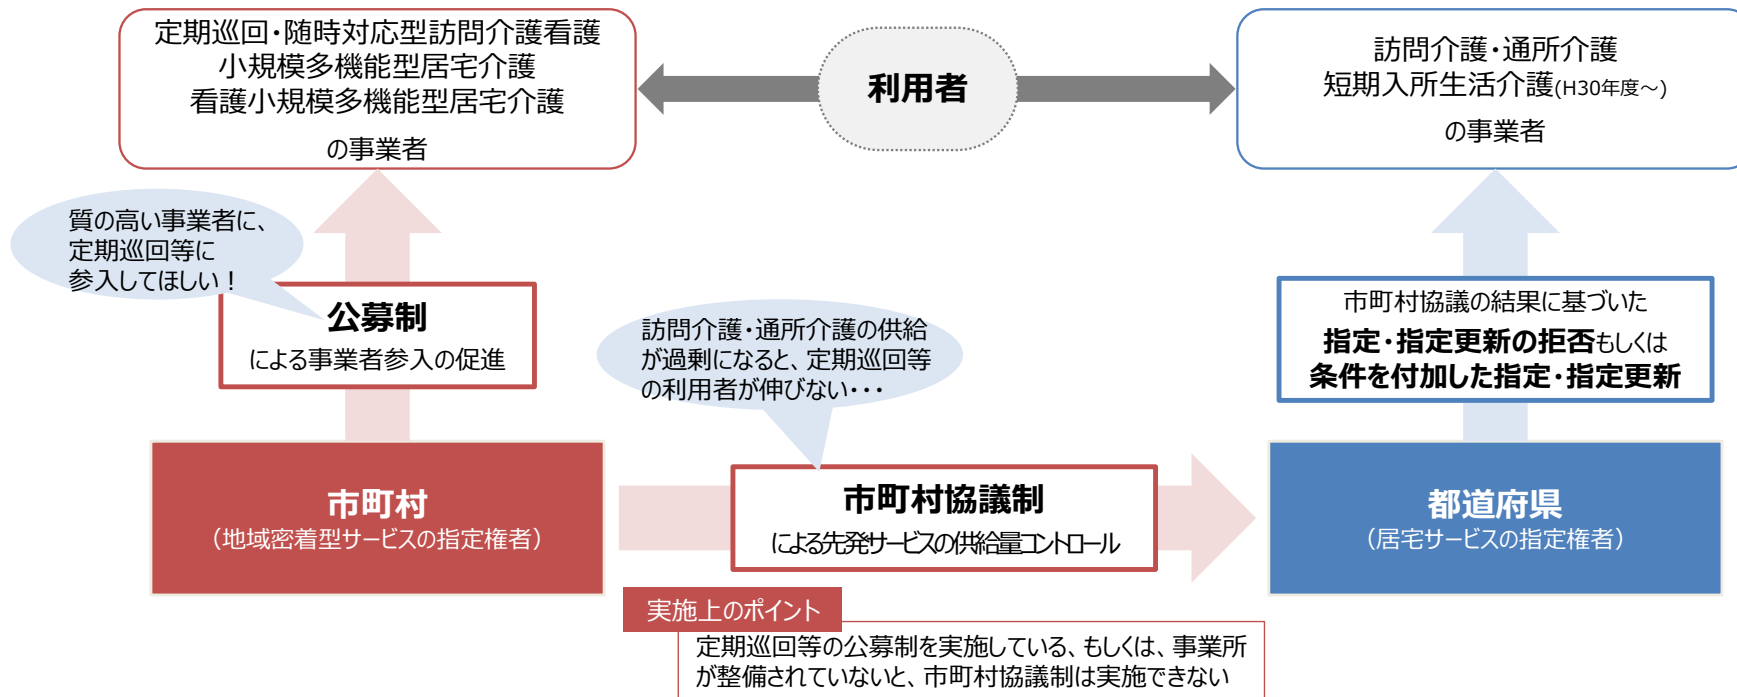 定期巡回・随時対応型訪問介護看護
小規模多機能型居宅介護
看護小規模多機能型居宅介護
の事業者
利用者
訪問介護・通所介護
短期入所生活介護(H30年度～)
の事業者
質の高い事業者に、
定期巡回等に
参入してほしい！
公募制
による事業者参入の促進
訪問介護・通所介護の供給
が過剰になると、定期巡回等
の利用者が伸びない・・・
市町村協議の結果に基づいた
指定・指定更新の拒否もしくは
条件を付加した指定・指定更新
市町村
（地域密着型サービスの指定権者）
市町村協議制
による先発サービスの供給量コントロール
都道府県
（居宅サービスの指定権者）
実施上のポイント
定期巡回等の公募制を実施している、もしくは、事業所
が整備されていないと、市町村協議制は実施できない